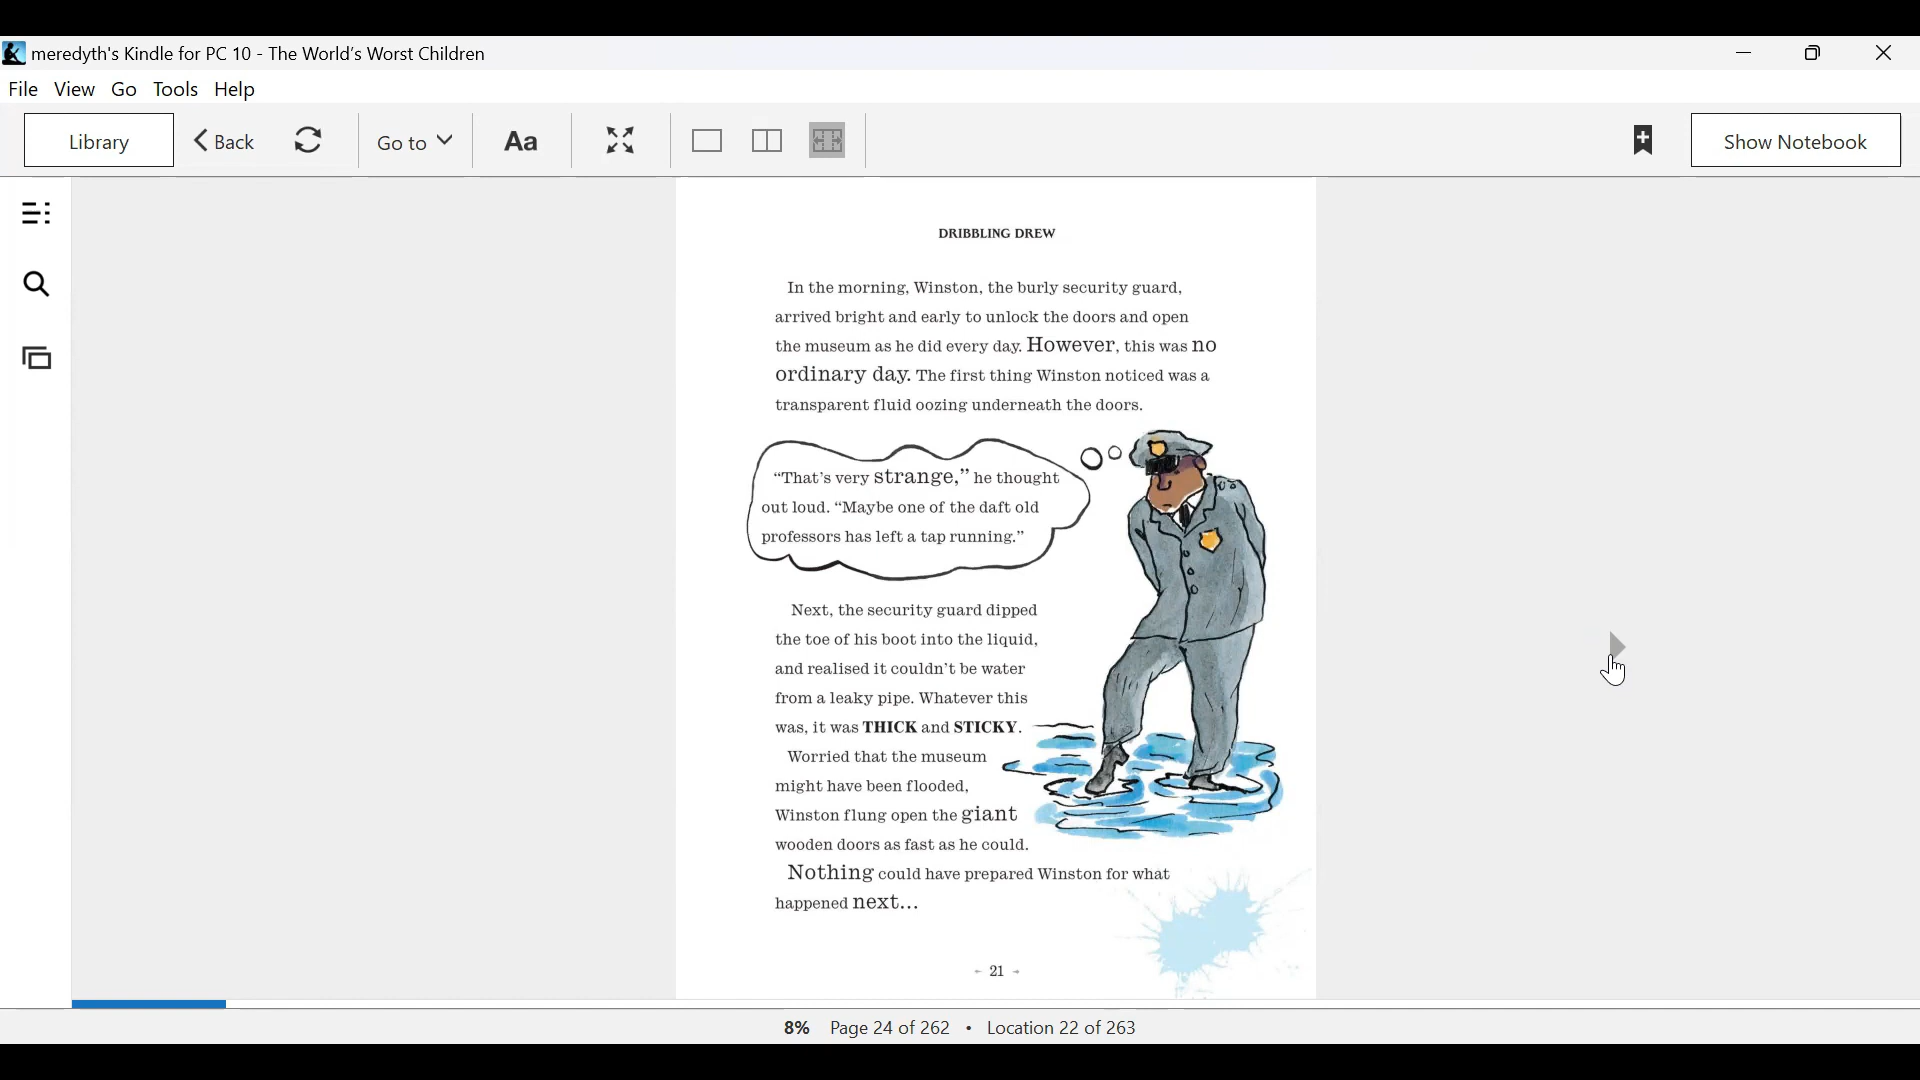 meredyth's Kindle for PC 10 - The World's Worst Children
File View Go Tools Help
Library Back Go to Aa Show Notebook
DRIBBLING DREW
In the morning, Winston, the burly security guard,
arrived bright and early to unlock the doors and open
the museum as he did every day. However, this was no
ordinary day. The first thing Winston noticed was a
transparent fluid oozing underneath the doors.
“That’s very strange,” he thought
out loud. “Maybe one of the daft old
professors has left a tap running.”
Next, the security guard dipped
the toe of his boot into the liquid,
and realised it couldn’t be water
from a leaky pipe. Whatever this
was, it was THICK and STICKY.
Worried that the museum
might have been flooded,
Winston flung open the giant
wooden doors as fast as he could.
Nothing could have prepared Winston for what
happened next...
21
8% Page 24 of 262 • Location 22 of 263